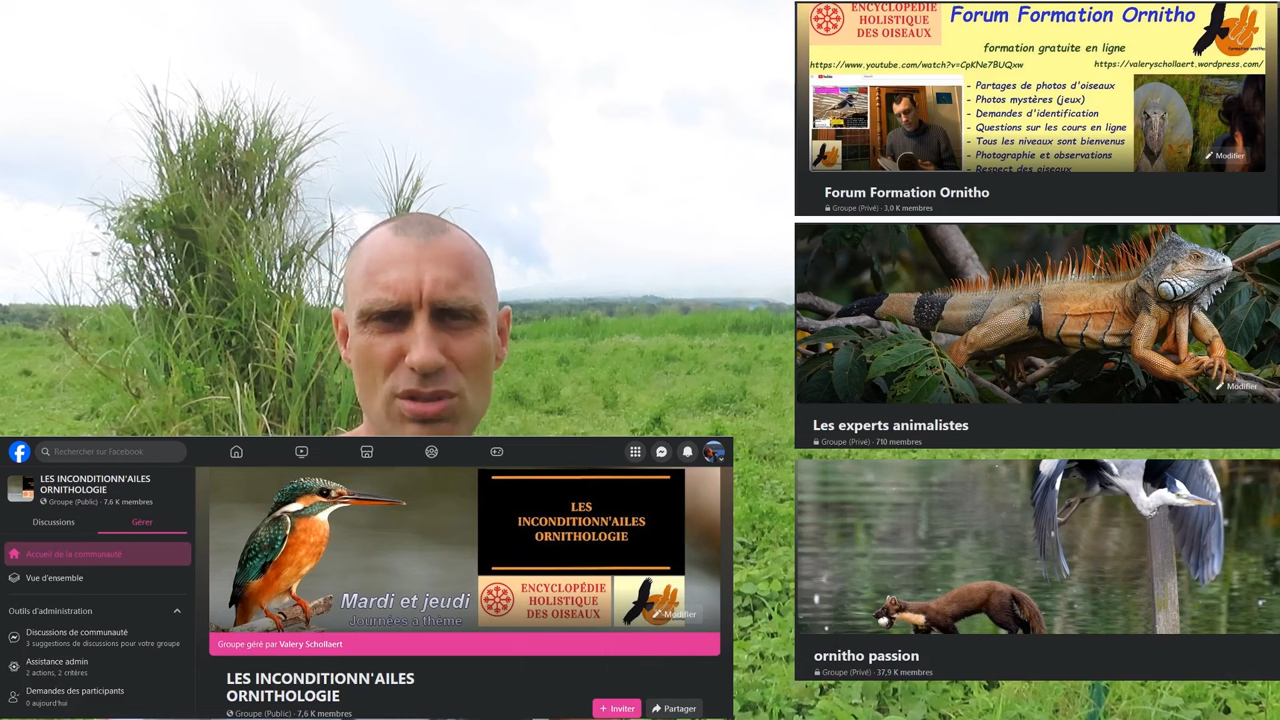 ENCYCLOPÉDIE
HOLISTIQUE
DES OISEAUX
Forum Formation Ornitho
formation gratuite en ligne
https://www.youtube.com/watch?v=CpKNe7BUQxw
https://valeryschollaert.wordpress.com/
- Partages de photos d'oiseaux
- Photos mystères (jeux)
- Demandes d'identification
- Questions sur les cours en ligne
- Tous les niveaux sont bienvenus
- Photographie et observations
- Respect des oiseaux
formation ornitho
Modifier
Forum Formation Ornitho
Groupe (Privé) · 3,0 K membres
Modifier
Les experts animalistes
Groupe (Privé) · 710 membres
ornitho passion
Groupe (Privé) · 37,9 K membres
Rechercher sur Facebook
LES INCONDITIONN'AILES
ORNITHOLOGIE
Groupe (Public) · 7,6 K membres
Discussions
Gérer
Accueil de la communauté
Vue d'ensemble
Outils d'administration
Discussions de communauté
3 suggestions de discussions pour votre groupe
Assistance admin
2 actions, 2 critères
Demandes des participants
0 aujourd'hui
LES
INCONDITIONN'AILES
ORNITHOLOGIE
Mardi et jeudi
Journées à thème
ENCYCLOPÉDIE
HOLISTIQUE
DES OISEAUX
Modifier
Groupe géré par Valery Schollaert
LES INCONDITIONN'AILES
ORNITHOLOGIE
Groupe (Public) · 7,6 K membres
+ Inviter
Partager